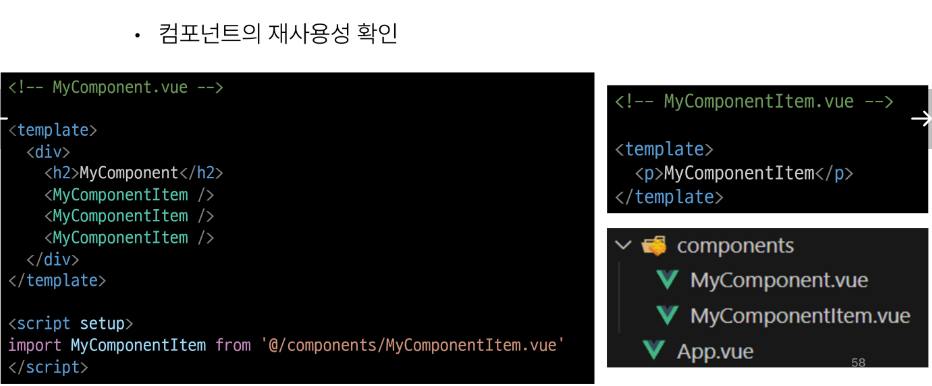 • 컴포넌트의 재사용성 확인
<!-- MyComponent.vue -->
<template>
<div>
<h2>MyComponent</h2>
<MyComponentItem />
<MyComponentItem />
<MyComponentItem />
</div>
</template>
<script setup>
import MyComponentItem from '@/components/MyComponentItem.vue'
</script>
<!-- MyComponentItem.vue -->
<template>
<p>MyComponentItem</p>
</template>
components
MyComponent.vue
MyComponentItem.vue
App.vue
58